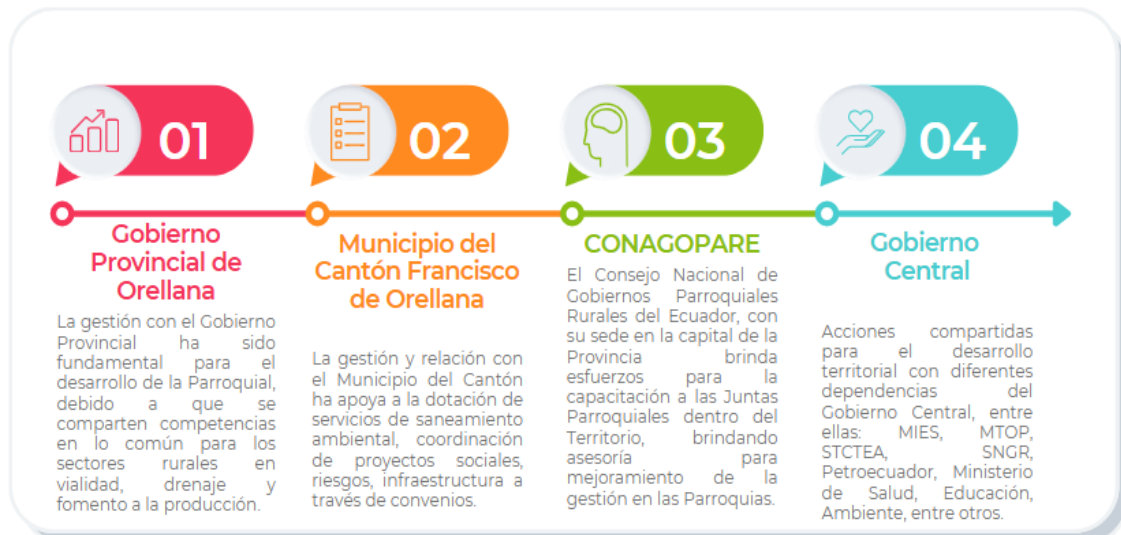 01
Gobierno
Provincial de
Orellana
La gestión con el Gobierno
Provincial ha sido
fundamental para el
desarrollo de la Parroquial,
debido a que se
comparten competencias
en lo común para los
sectores rurales en
vialidad, drenaje y
fomento a la producción.
02
Municipio del
Cantón Francisco
de Orellana
La gestión y relación con
el Municipio del Cantón
ha apoya a la dotación de
servicios de saneamiento
ambiental, coordinación
de proyectos sociales,
riesgos, infraestructura a
través de convenios.
03
CONAGOPARE
El Consejo Nacional de
Gobiernos Parroquiales
Rurales del Ecuador, con
su sede en la capital de la
Provincia brinda
esfuerzos para la
capacitación a las Juntas
Parroquiales dentro del
Territorio, brindando
asesoría para
mejoramiento de la
gestión en las Parroquias.
04
Gobierno
Central
Acciones compartidas
para el desarrollo
territorial con diferentes
dependencias del
Gobierno Central, entre
ellas: MIES, MTOP,
STCTEA, SNGR,
Petroecuador, Ministerio
de Salud, Educación,
Ambiente, entre otros.